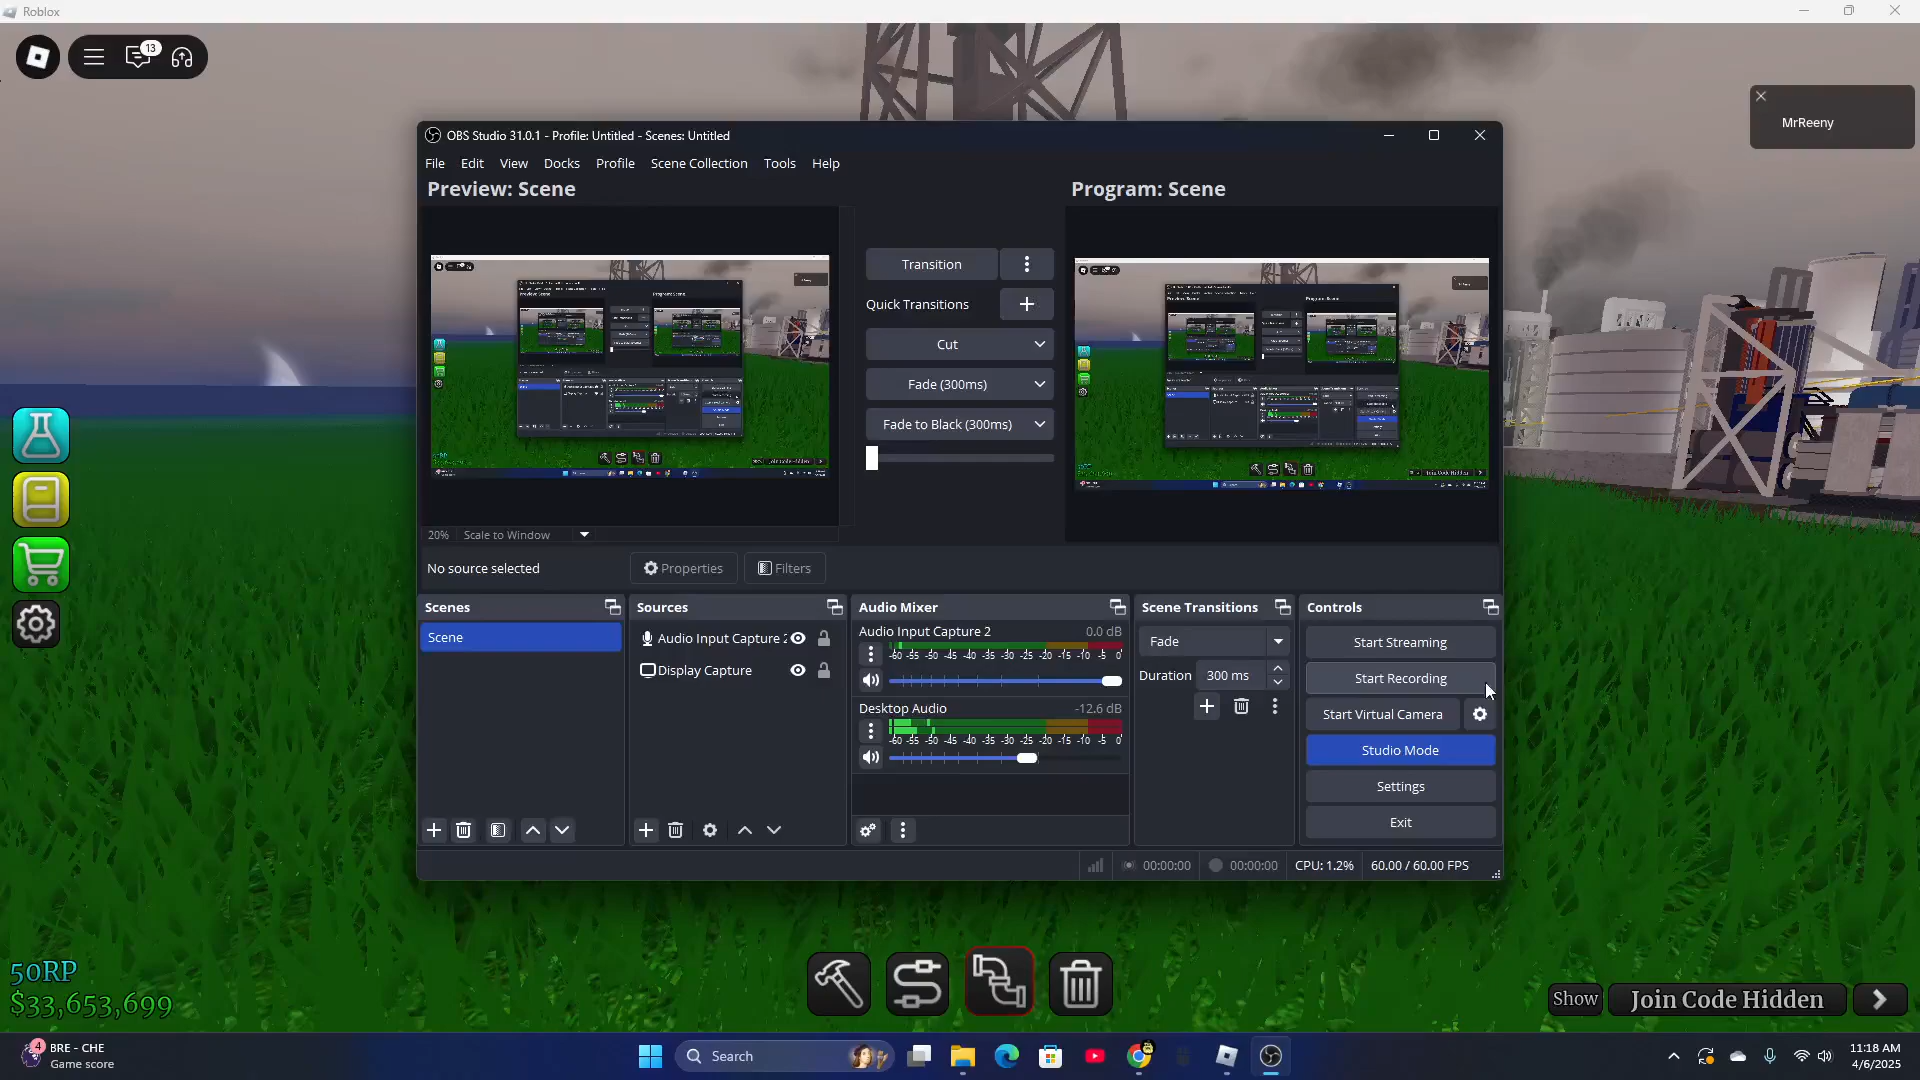 Roblox
13
MrReeny
OBS Studio 31.0.1 - Profile: Untitled - Scenes: Untitled
File Edit View Docks Profile Scene Collection Tools Help
Preview: Scene
Program: Scene
Transition
Quick Transitions
Cut
Fade (300ms)
Fade to Black (300ms)
20% Scale to Window
No source selected
Properties
Filters
Scenes
Scene
Sources
Audio Input Capture 2
Display Capture
Audio Mixer
Audio Input Capture 2 0.0 dB
-60 -55 -50 -45 -40 -35 -30 -25 -20 -15 -10 -5 0
Desktop Audio -12.6 dB
-60 -55 -50 -45 -40 -35 -30 -25 -20 -15 -10 -5 0
Scene Transitions
Fade
Duration 300 ms
Controls
Start Streaming
Start Recording
Start Virtual Camera
Studio Mode
Settings
Exit
00:00:00 00:00:00 CPU: 1.2% 60.00 / 60.00 FPS
50RP
$33,653,699
Show Join Code Hidden
4
BRE - CHE
Game score
Search
11:18 AM
4/6/2025